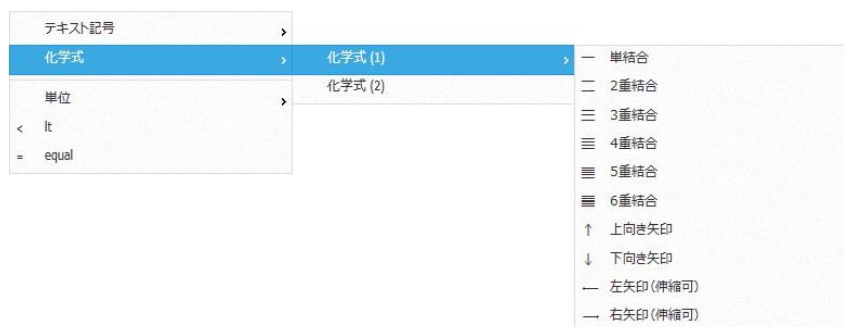 テキスト記号
化学式
単位
< lt
= equal
化学式 (1)
化学式 (2)
単結合
2重結合
3重結合
4重結合
5重結合
6重結合
↑ 上向き矢印
↓ 下向き矢印
← 左矢印(伸縮可)
→ 右矢印(伸縮可)